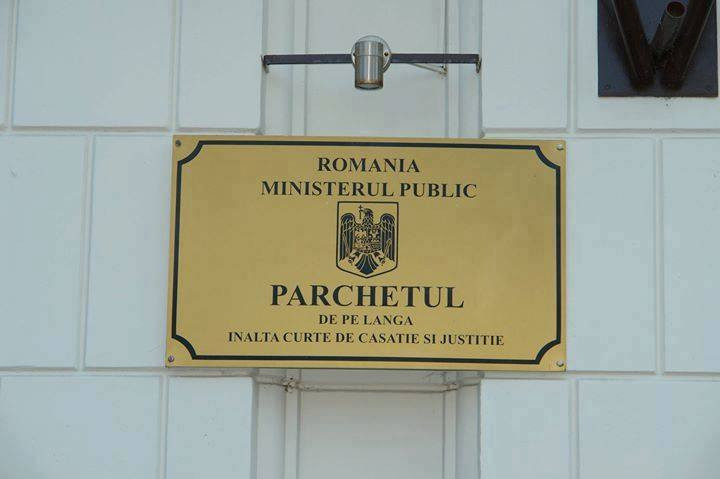 ROMANIA
MINISTERUL PUBLIC
PARCHETUL
DE PE LANGA
INALTA CURTE DE CASATIE SI JUSTITIE